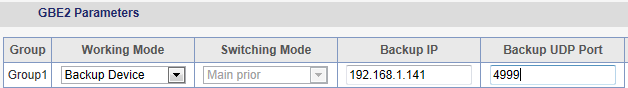 GBE2 Parameters
Group Working Mode Switching Mode Backup IP Backup UDP Port
Group1 Backup Device Main prior 192.168.1.141 4999